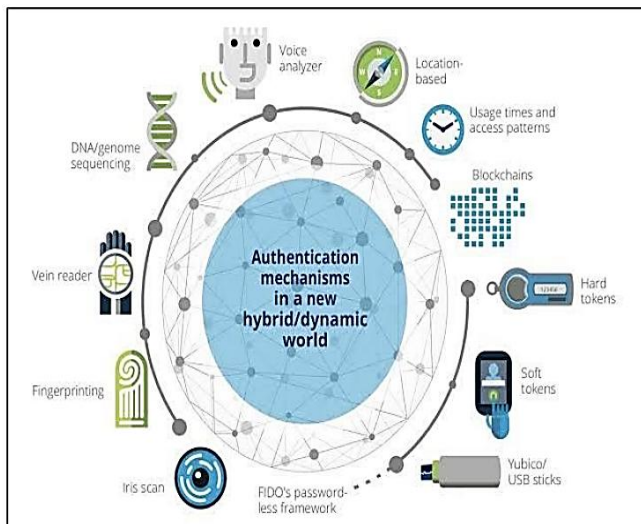 Voice
analyzer
Location-
based
Usage times and
access patterns
DNA/genome
sequencing
Blockchains
Authentication
mechanisms
in a new
hybrid/dynamic
world
Vein reader
Hard
tokens
Fingerprinting
Soft
tokens
Iris scan
FIDO's password-
less framework
Yubico/
USB sticks